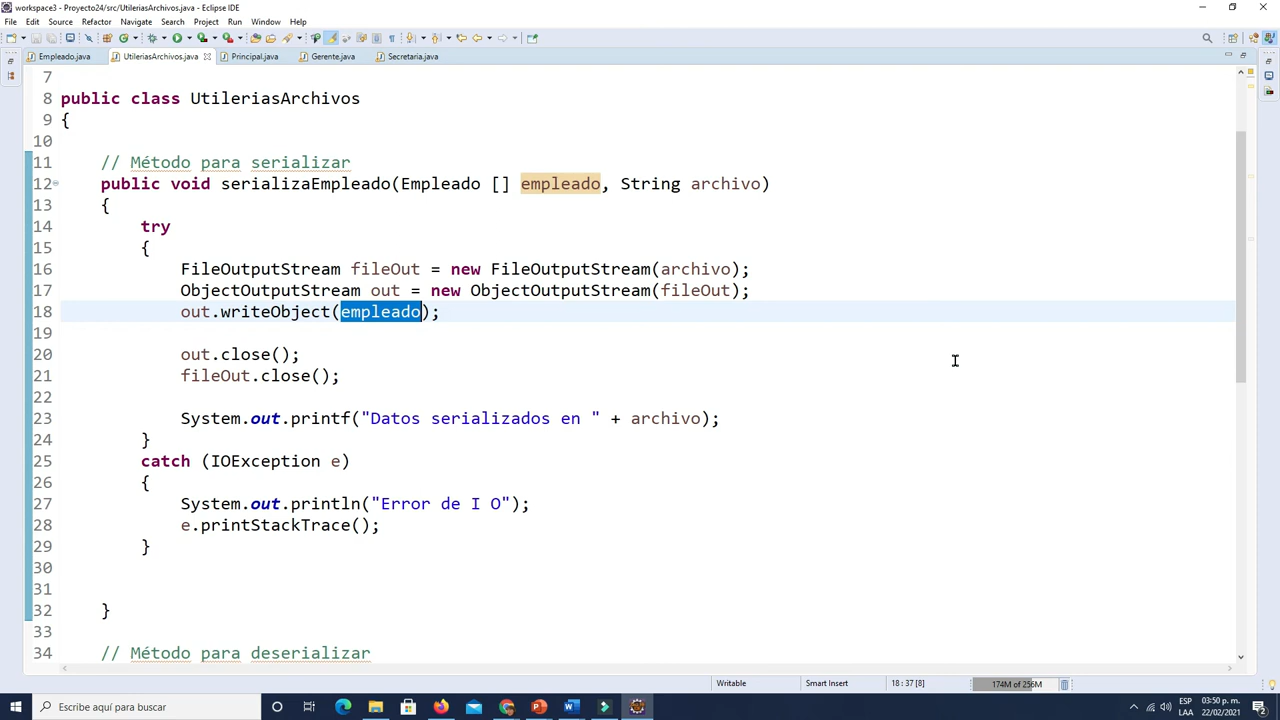 workspace3 - Proyecto24/src/UtileriasArchivos.java - Eclipse IDE
File Edit Source Refactor Navigate Search Project Run Window Help
Empleado.java UtileriasArchivos.java Principal.java Gerente.java Secretaria.java
7
8 public class UtileriasArchivos
9 {
10
11 // Método para serializar
12 public void serializaEmpleado(Empleado [] empleado, String archivo)
13 {
14 try
15 {
16 FileOutputStream fileOut = new FileOutputStream(archivo);
17 ObjectOutputStream out = new ObjectOutputStream(fileOut);
18 out.writeObject(empleado);
19
20 out.close();
21 fileOut.close();
22
23 System.out.printf("Datos serializados en " + archivo);
24 }
25 catch (IOException e)
26 {
27 System.out.println("Error de I O");
28 e.printStackTrace();
29 }
30
31
32 }
33
34 // Método para deserializar
Writable Smart Insert 18 : 37 [8] 174M of 256M
Escribe aquí para buscar
ESP 03:50 p. m.
LAA 22/02/2021
2